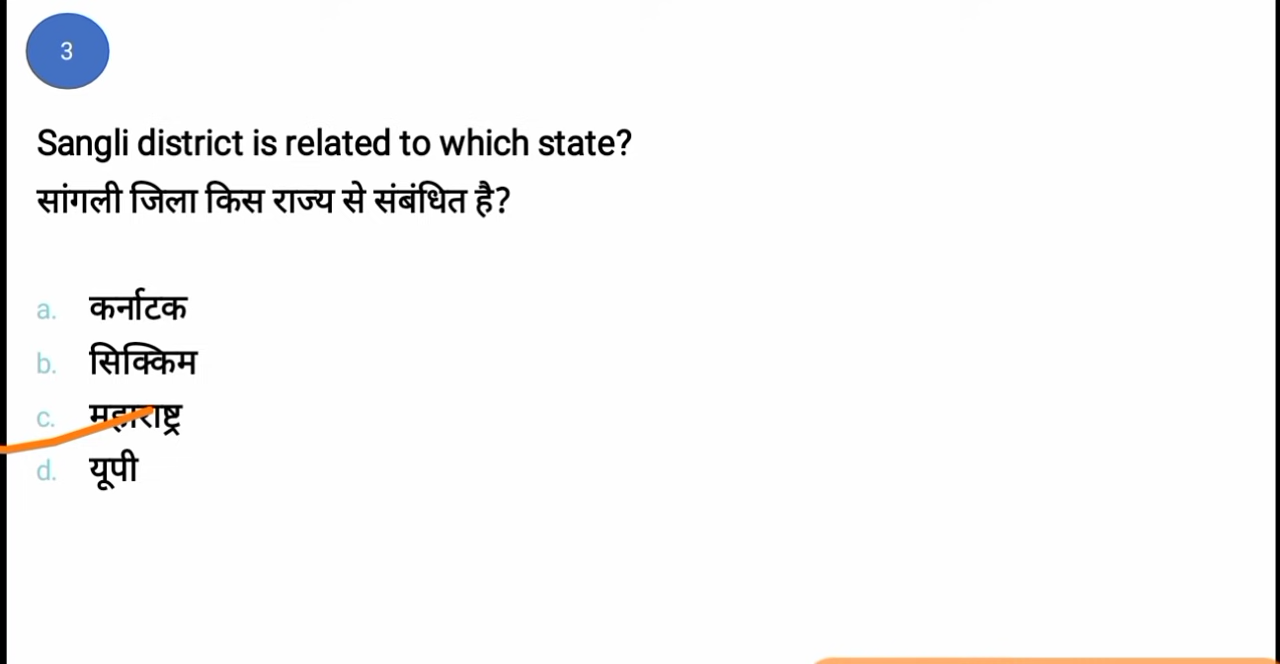 3
Sangli district is related to which state?
सांगली जिला किस राज्य से संबंधित है?
a. कर्नाटक
b. सिक्किम
c. महाराष्ट्र
d. यूपी